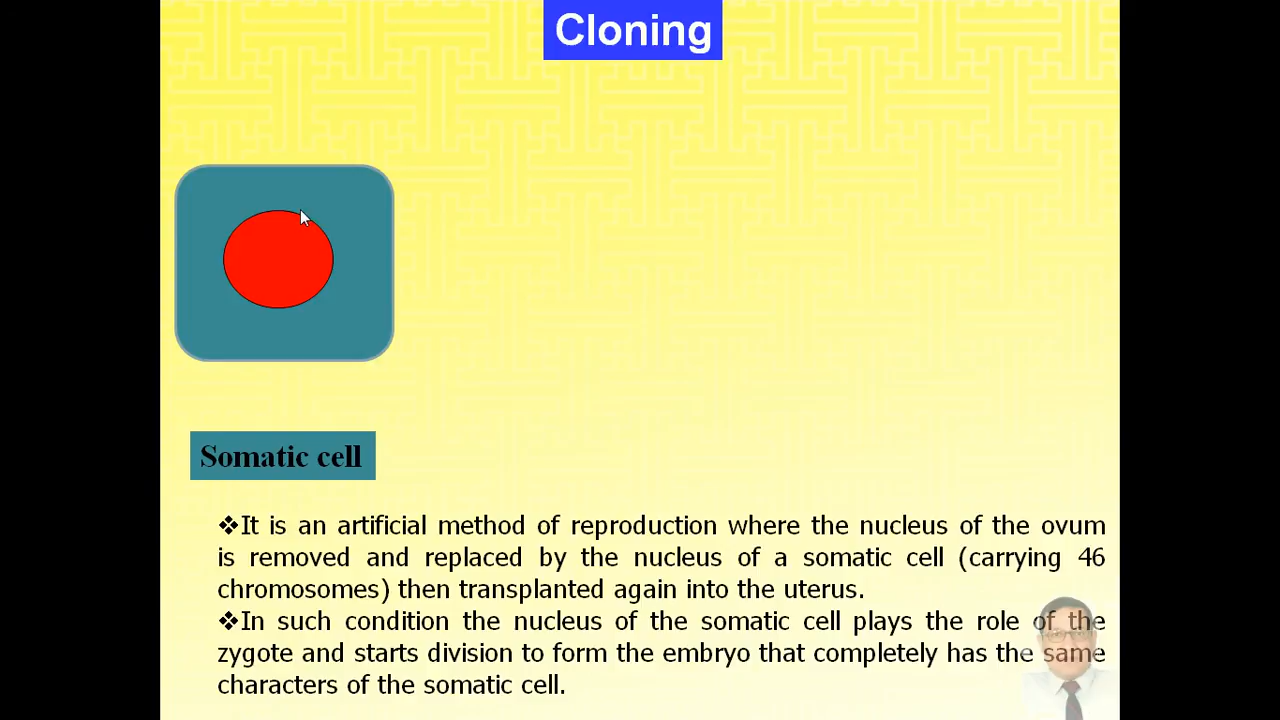 Cloning
Somatic cell
❖It is an artificial method of reproduction where the nucleus of the ovum
is removed and replaced by the nucleus of a somatic cell (carrying 46
chromosomes) then transplanted again into the uterus.
❖In such condition the nucleus of the somatic cell plays the role of the
zygote and starts division to form the embryo that completely has the same
characters of the somatic cell.